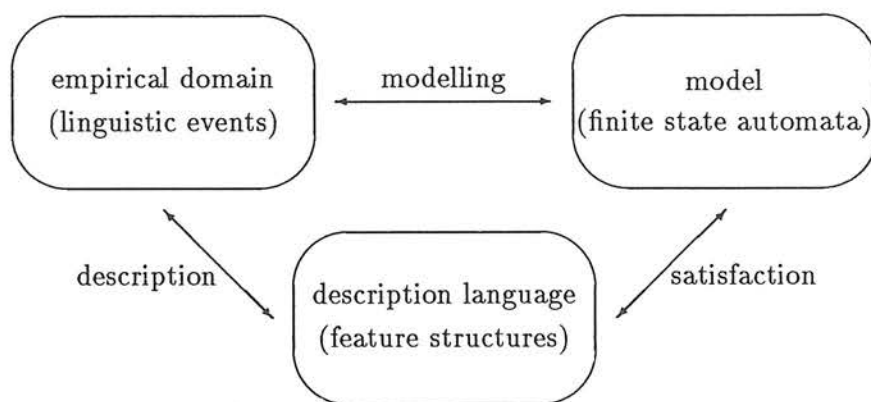 empirical domain
(linguistic events)
modelling
model
(finite state automata)
description
description language
(feature structures)
satisfaction